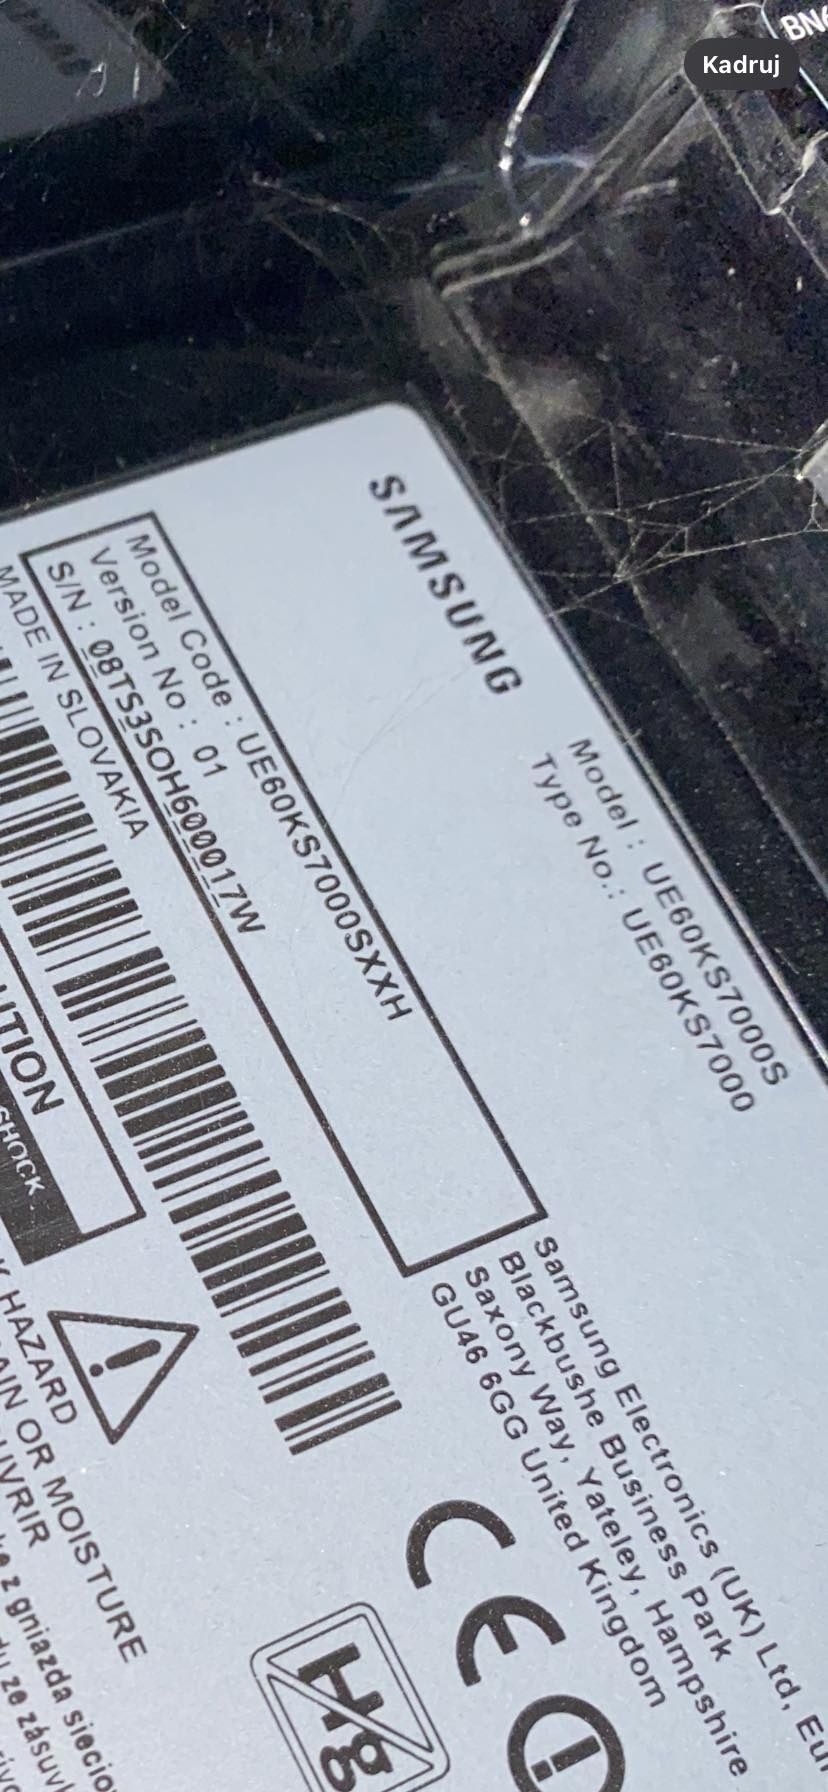 Kadruj
SAMSUNG
Model : UE60KS7000S
Type No.: UE60KS7000
Model Code : UE60KS7000SXXH
Version No : 01
S/N : 08TS3SOH600017W
MADE IN SLOVAKIA
Samsung Electronics (UK) Ltd,
Blackbushe Business Park
Saxony Way, Yateley, Hampshire
GU46 6GG United Kingdom
SHOCK
HAZARD
OR MOISTURE
z gniazda
ze
CE
Hg